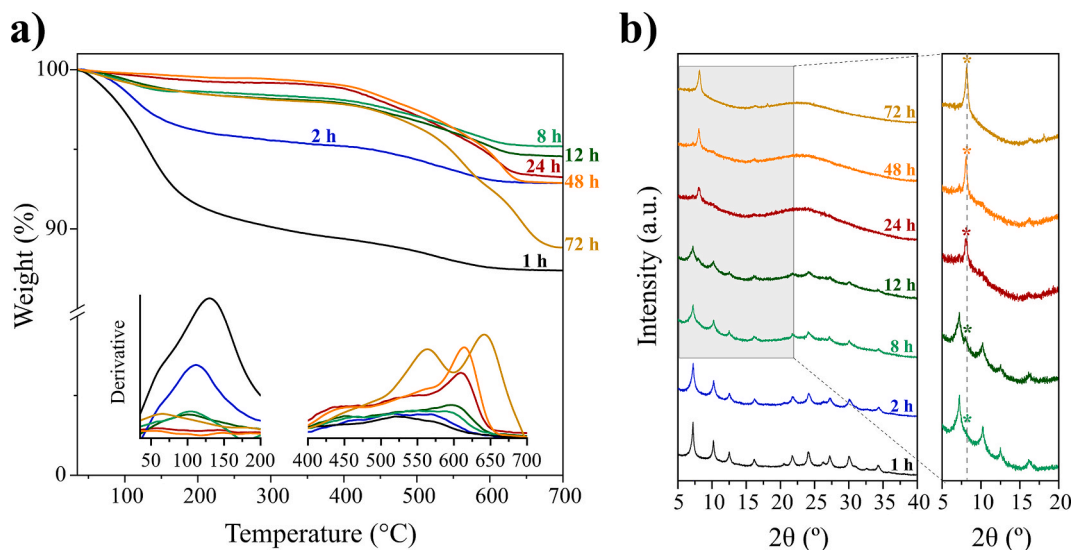 a)
100
90
0
Weight (%)
2 h
8 h
12 h
24 h
48 h
72 h
1 h
Derivative
50 100 150 200
400 450 500 550 600 650 700
100 200 300 400 500 600 700
Temperature (°C)
b)
Intensity (a.u.)
72 h
48 h
24 h
12 h
8 h
2 h
1 h
5 10 15 20 25 30 35 40
2θ (º)
*
*
*
*
*
5 10 15 20
2θ (º)